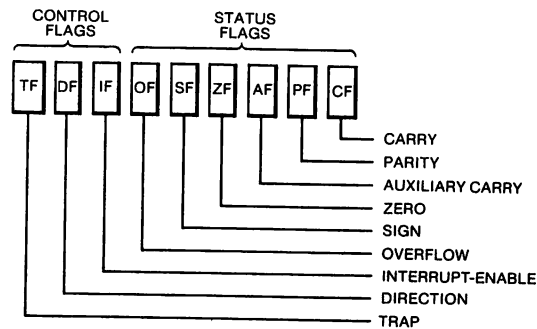 CONTROL
FLAGS
STATUS
FLAGS
TF DF IF OF SF ZF AF PF CF
CARRY
PARITY
AUXILIARY CARRY
ZERO
SIGN
OVERFLOW
INTERRUPT-ENABLE
DIRECTION
TRAP